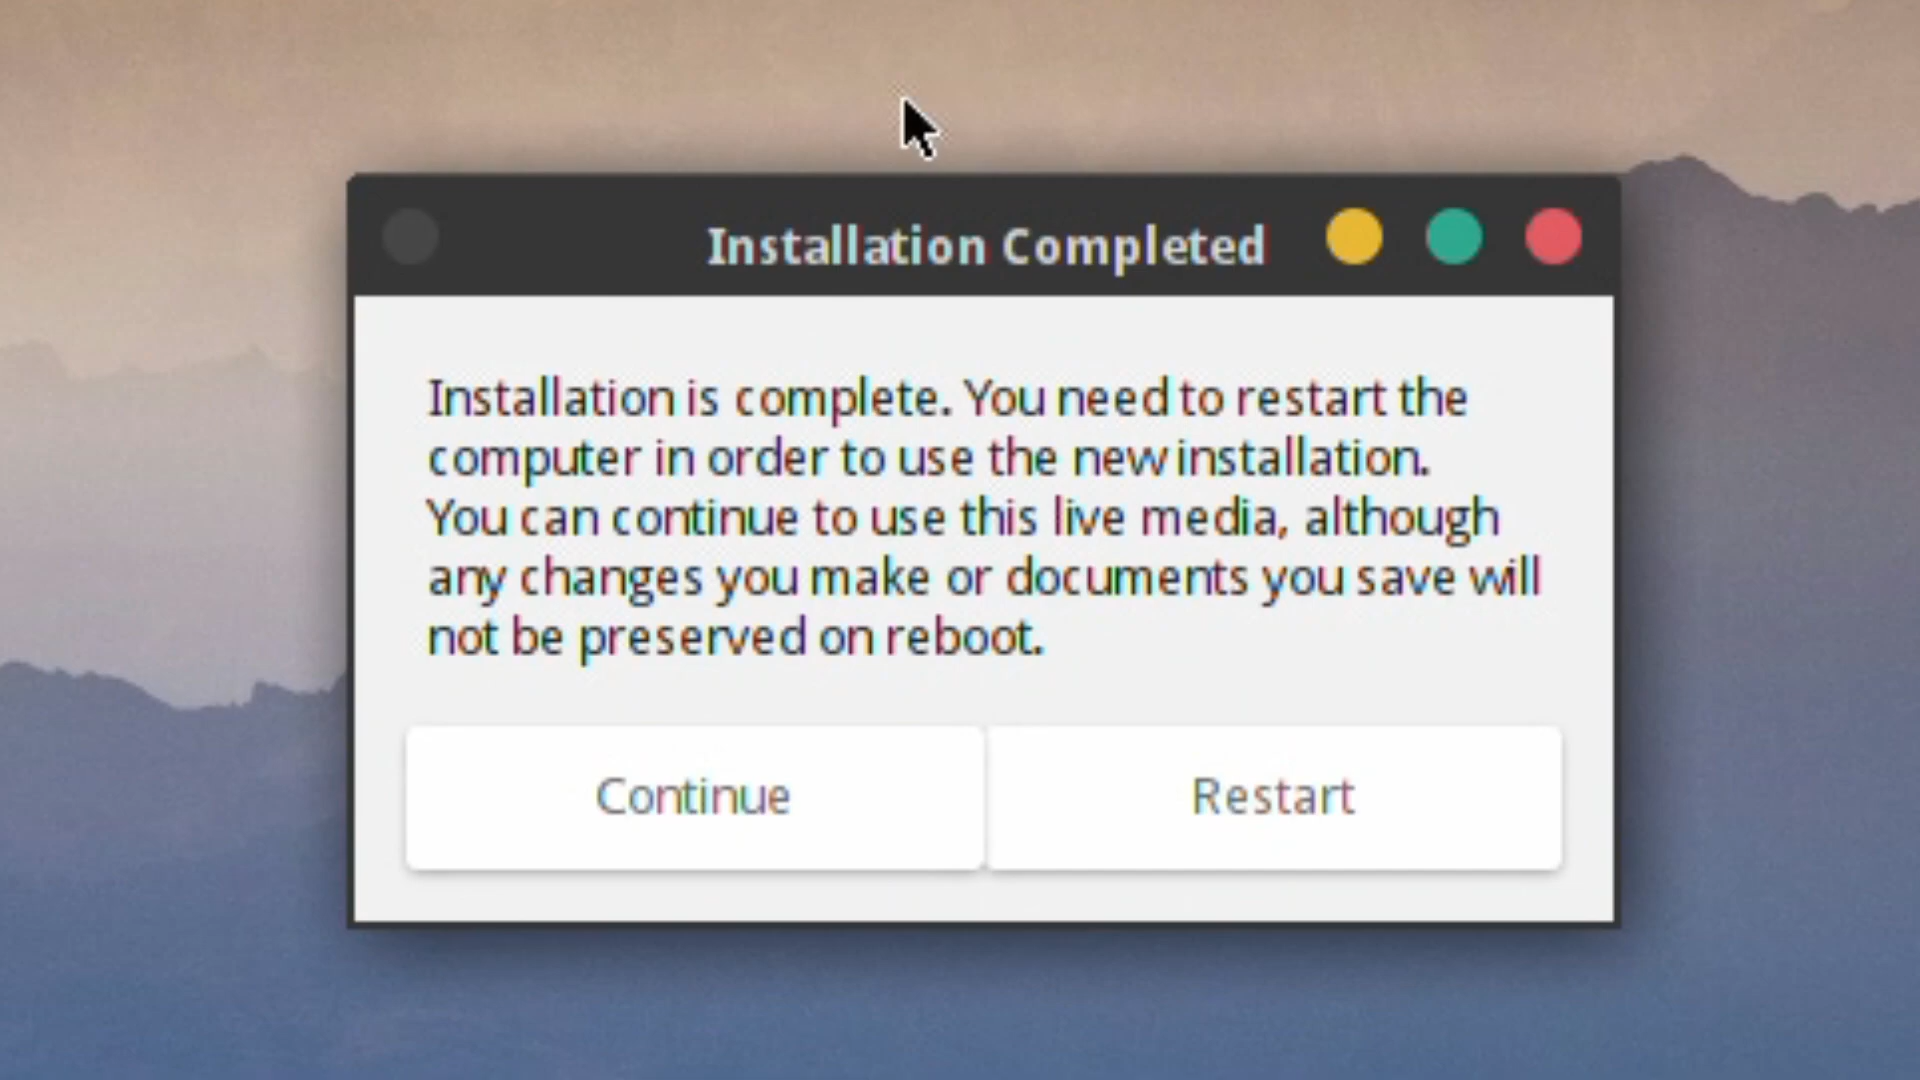 Installation Completed
Installation is complete. You need to restart the
computer in order to use the new installation.
You can continue to use this live media, although
any changes you make or documents you save will
not be preserved on reboot.
Continue
Restart